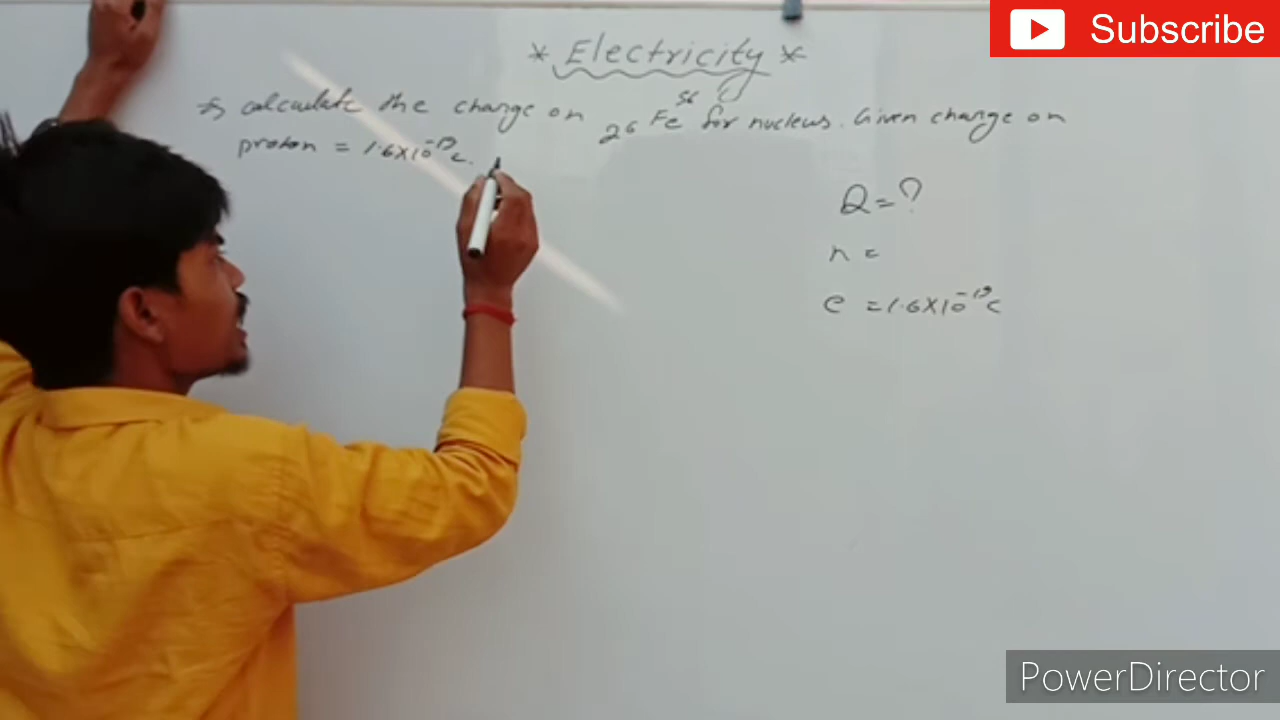 Subscribe
* Electricity *
calculate the charge on ₂₆Fe⁵⁶ for nucleus. Given charge on
proton = 1.6×10⁻¹⁹c.
Q = ?
n =
e = 1.6×10⁻¹⁹c
PowerDirector